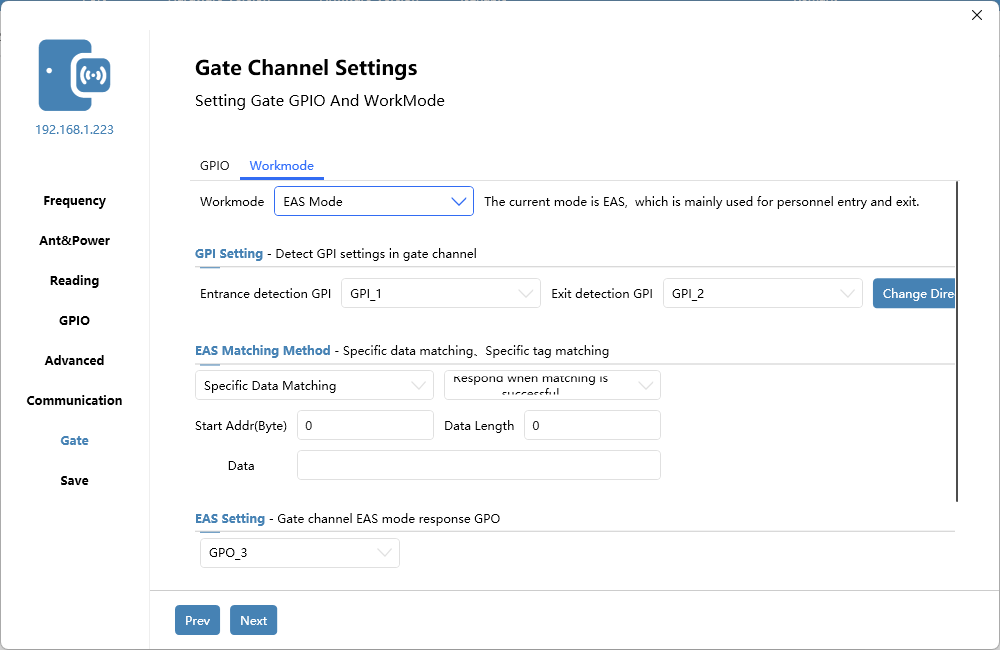 192.168.1.223
Frequency
Ant&Power
Reading
GPIO
Advanced
Communication
Gate
Save
Gate Channel Settings
Setting Gate GPIO And WorkMode
GPIO Workmode
Workmode EAS Mode The current mode is EAS, which is mainly used for personnel entry and exit.
GPI Setting - Detect GPI settings in gate channel
Entrance detection GPI GPI_1 Exit detection GPI GPI_2 Change Dire
EAS Matching Method - Specific data matching、Specific tag matching
Specific Data Matching Respond when matching is
successful
Start Addr(Byte) 0 Data Length 0
Data
EAS Setting - Gate channel EAS mode response GPO
GPO_3
Prev Next